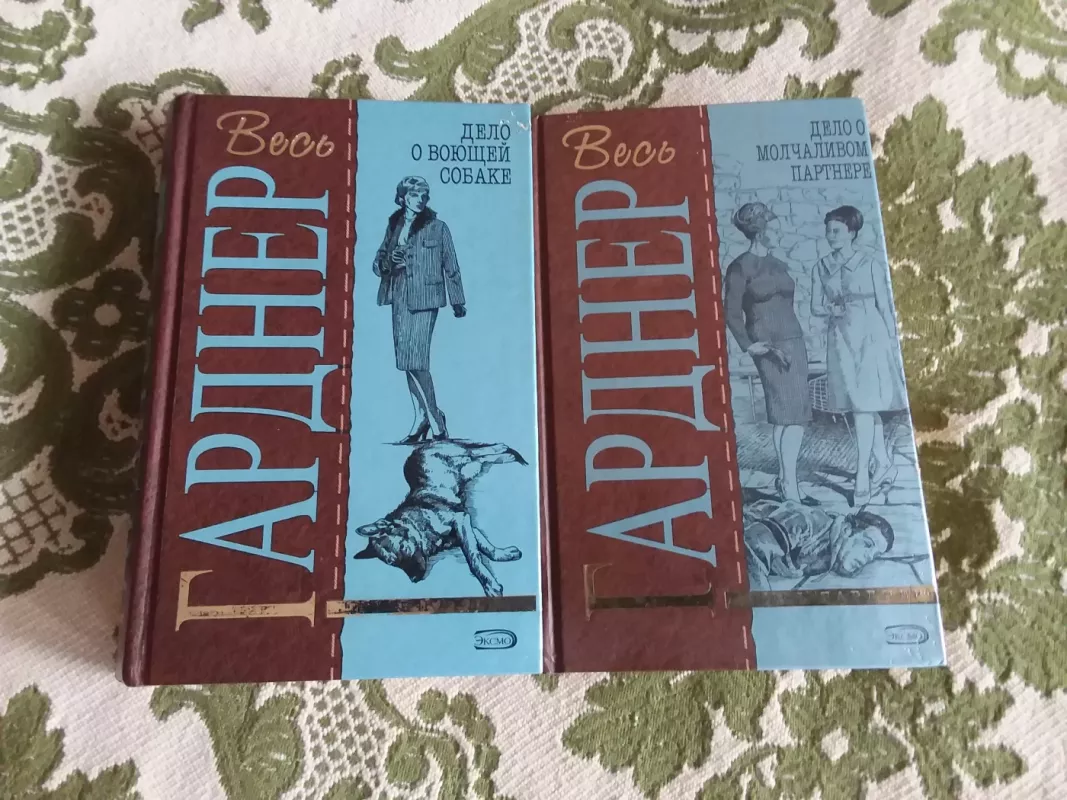 Весь
ГАРДНЕР
ДЕЛО
О ВОЮЩЕЙ
СОБАКЕ
ЭКСМО
Весь
ГАРДНЕР
ДЕЛО О
МОЛЧАЛИВОМ
ПАРТНЕРЕ
ЭКСМО